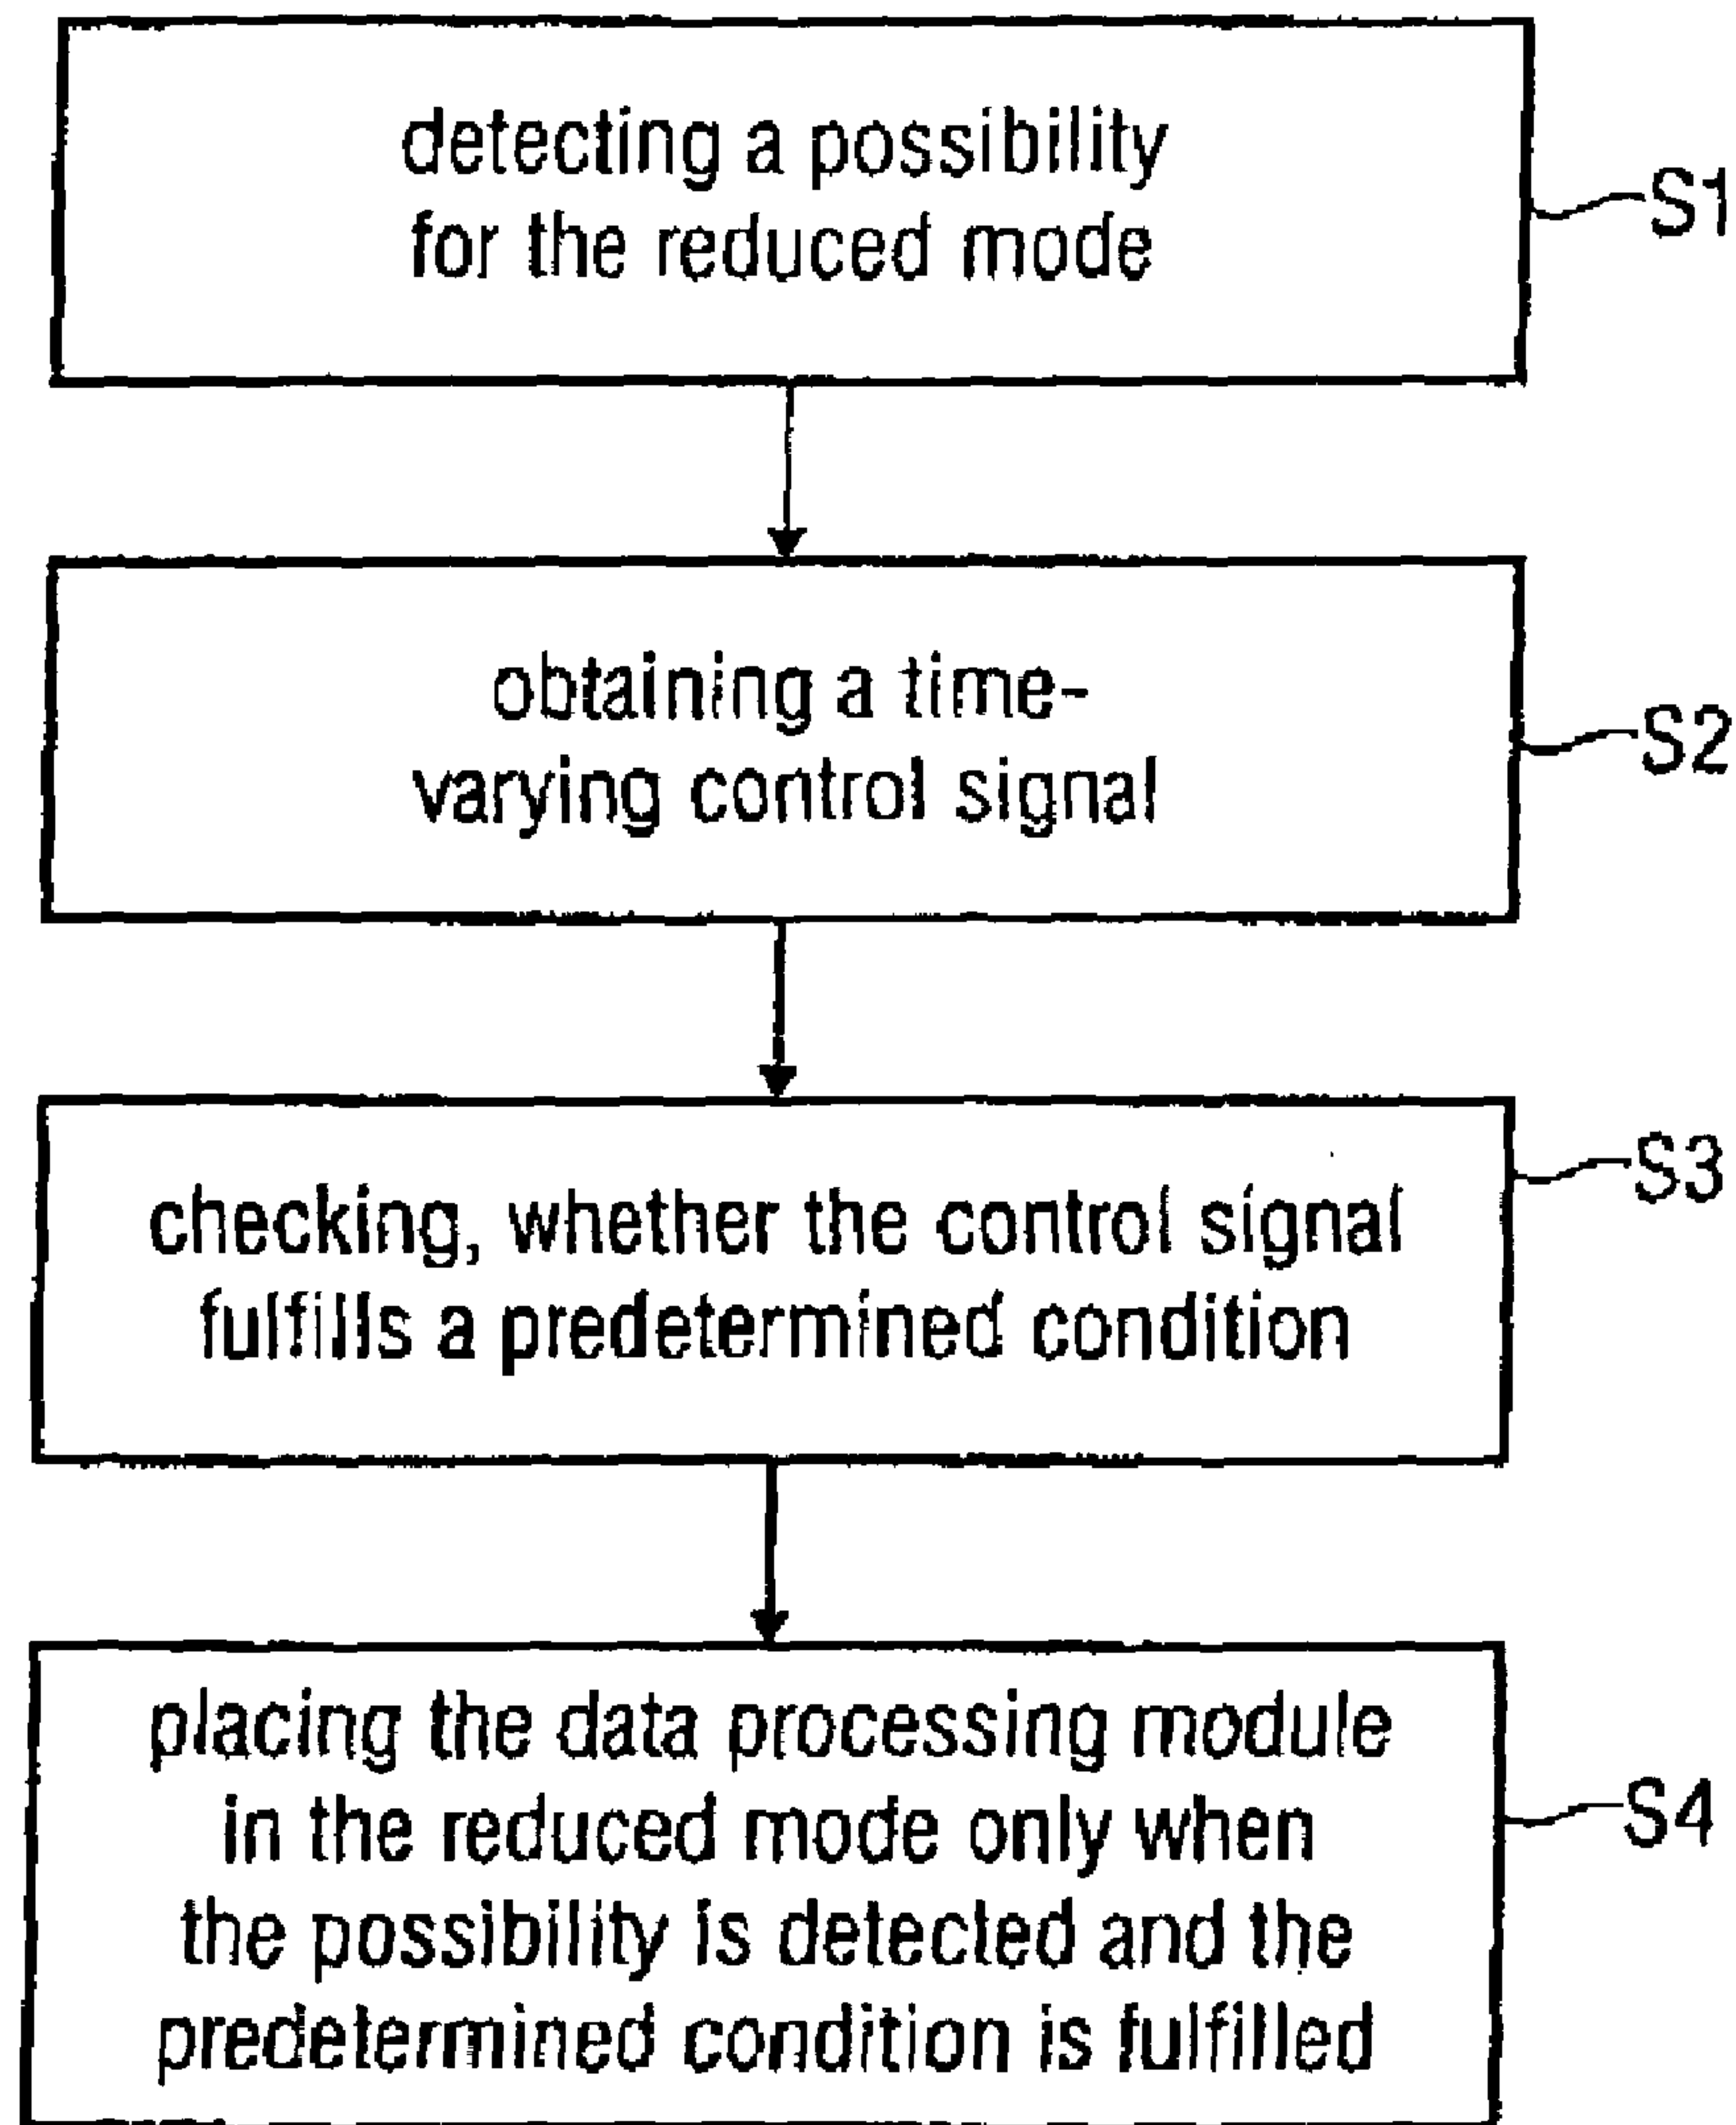 detecting a possibility
for the reduced mode
S1
obtaining a time-
varying control signal
S2
checking, whether the control signal
fulfills a predetermined condition
S3
placing the data processing module
in the reduced mode only when
the possibility is detected and the
predetermined condition is fulfilled
S4